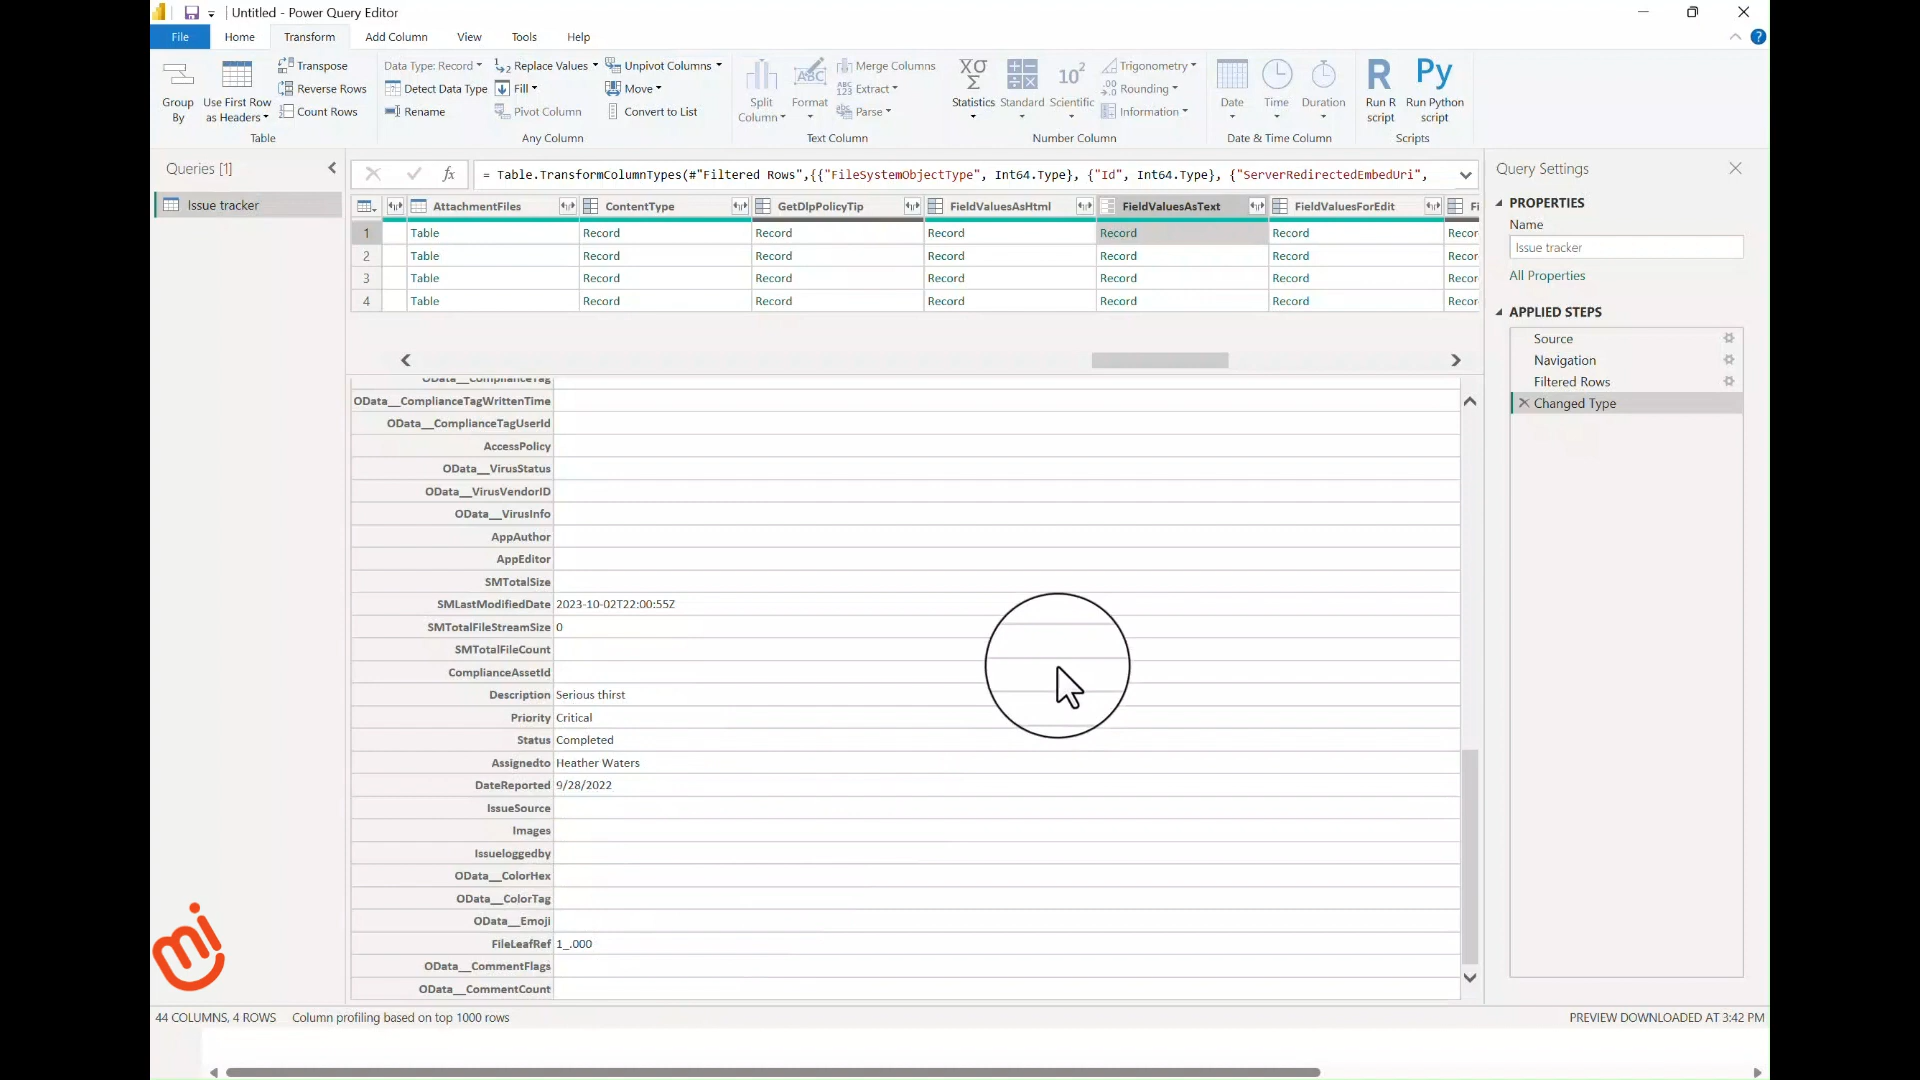 Untitled - Power Query Editor
File Home Transform Add Column View Tools Help
Group By
Use First Row as Headers
Transpose
Reverse Rows
Count Rows
Table
Data Type: Record
Detect Data Type
Rename
Replace Values
Fill
Pivot Column
Unpivot Columns
Move
Convert to List
Any Column
Split Column
Format
ABC
Merge Columns
Extract
Parse
Text Column
Statistics
Standard
Scientific
Trigonometry
Rounding
Information
Number Column
Date
Time
Duration
Date & Time Column
Run R script
Run Python script
Scripts
Queries [1]
Issue tracker
fx
= Table.TransformColumnTypes(#"Filtered Rows",{{"FileSystemObjectType", Int64.Type}, {"Id", Int64.Type}, {"ServerRedirectedEmbedUri",
AttachmentFiles ContentType GetDlpPolicyTip FieldValuesAsHtml FieldValuesAsText FieldValuesForEdit Fi
1 Table Record Record Record Record Record Recor
2 Table Record Record Record Record Record Recor
3 Table Record Record Record Record Record Recor
4 Table Record Record Record Record Record Recor
OData__ComplianceTag
OData__ComplianceTagWrittenTime
OData__ComplianceTagUserId
AccessPolicy
OData__VirusStatus
OData__VirusVendorID
OData__VirusInfo
AppAuthor
AppEditor
SMTotalSize
SMLastModifiedDate 2023-10-02T22:00:55Z
SMTotalFileStreamSize 0
SMTotalFileCount
ComplianceAssetId
Description Serious thirst
Priority Critical
Status Completed
Assignedto Heather Waters
DateReported 9/28/2022
IssueSource
Images
Issueloggedby
OData__ColorHex
OData__ColorTag
OData__Emoji
FileLeafRef 1_.000
OData__CommentFlags
OData__CommentCount
Query Settings
PROPERTIES
Name
Issue tracker
All Properties
APPLIED STEPS
Source
Navigation
Filtered Rows
Changed Type
mi
44 COLUMNS, 4 ROWS Column profiling based on top 1000 rows
PREVIEW DOWNLOADED AT 3:42 PM